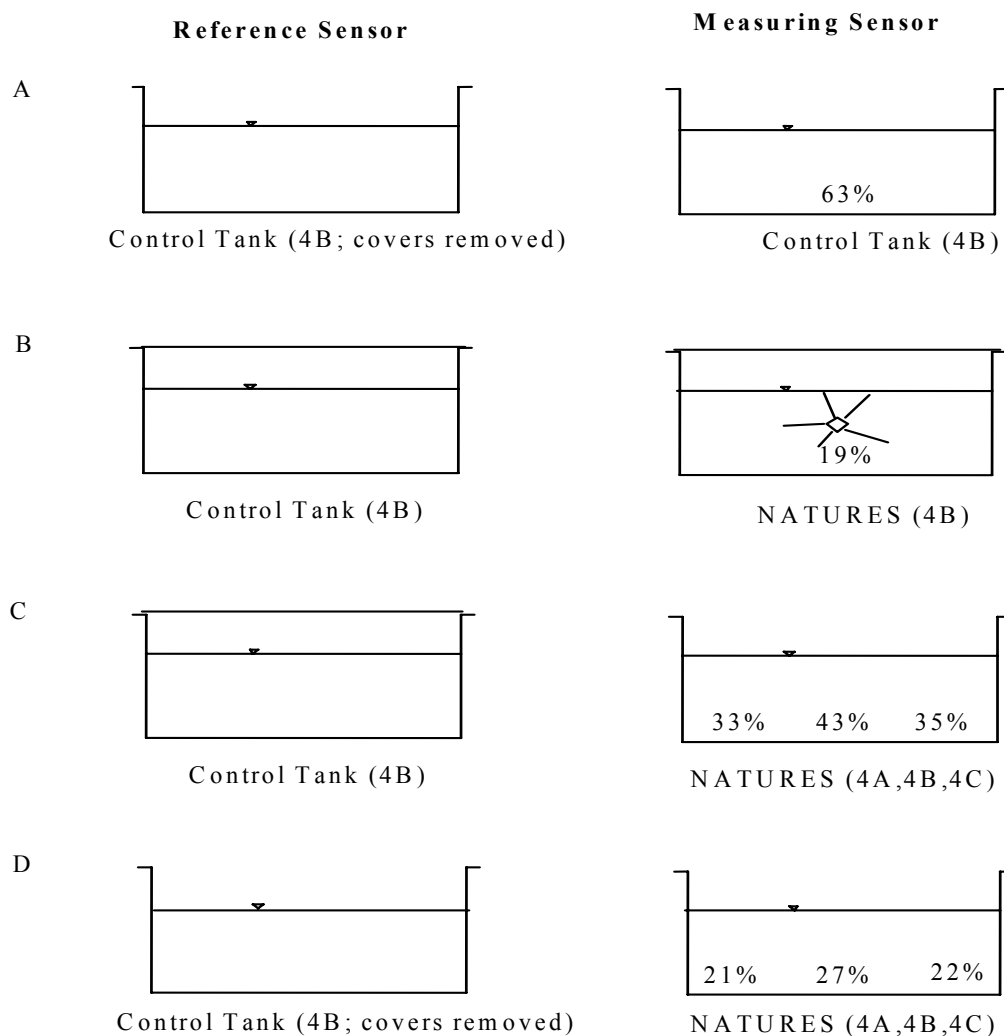 Reference Sensor Measuring Sensor
A
63%
Control Tank (4B; covers removed) Control Tank (4B)
B
19%
Control Tank (4B) NATURES (4B)
C
33% 43% 35%
Control Tank (4B) NATURES (4A,4B,4C)
D
21% 27% 22%
Control Tank (4B; covers removed) NATURES (4A,4B,4C)